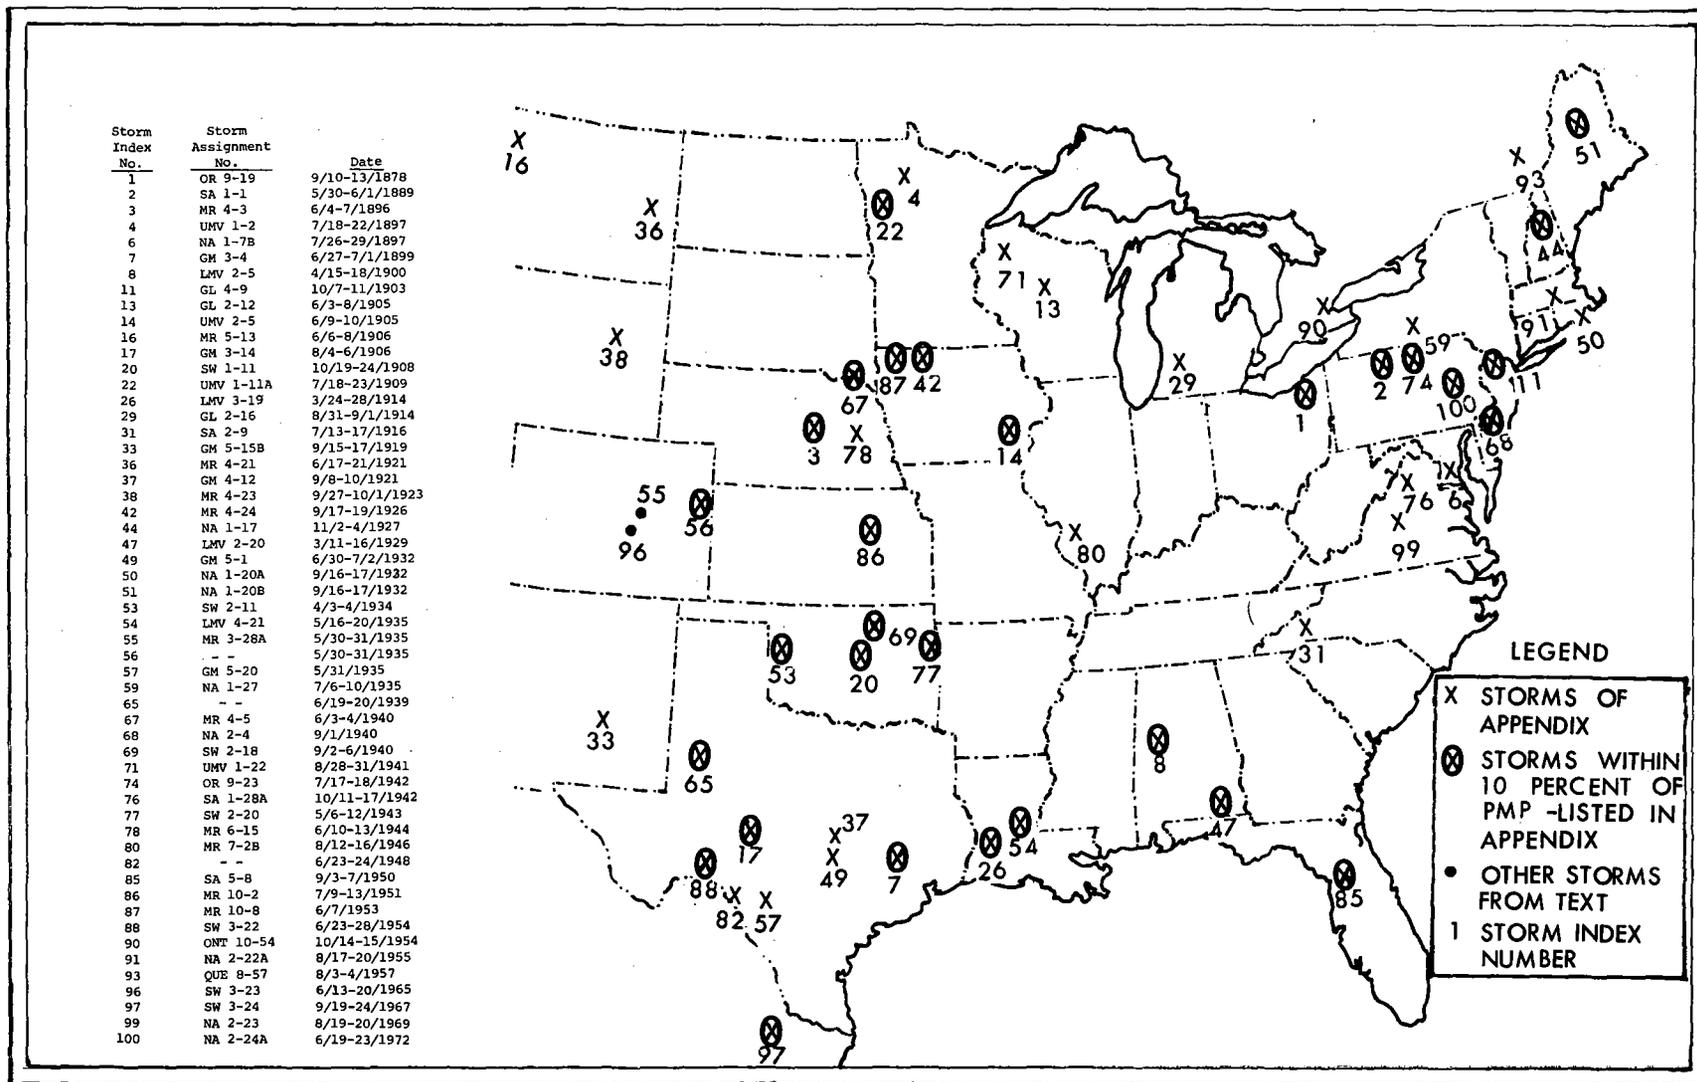 Storm Storm
Index Assignment
No. No. Date
1 OR 9-19 9/10-13/1878
2 SA 1-1 5/30-6/1/1889
3 MR 4-3 6/4-7/1896
4 UMV 1-2 7/18-22/1897
6 NA 1-7B 7/26-29/1897
7 GM 3-4 6/27-7/1/1899
8 LMV 2-5 4/15-18/1900
11 GL 4-9 10/7-11/1903
13 GL 2-12 6/3-8/1905
14 UMV 2-5 6/9-10/1905
16 MR 5-13 6/6-8/1906
17 GM 3-14 8/4-6/1906
20 SW 1-11 10/19-24/1908
22 UMV 1-11A 7/18-23/1909
26 LMV 3-19 3/24-28/1914
29 GL 2-16 8/31-9/1/1914
31 SA 2-9 7/13-17/1916
33 GM 5-15B 9/15-17/1919
36 MR 4-21 6/17-21/1921
37 GM 4-12 9/8-10/1921
38 MR 4-23 9/27-10/1/1923
42 MR 4-24 9/17-19/1926
44 NA 1-17 11/2-4/1927
47 LMV 2-20 3/11-16/1929
49 GM 5-1 6/30-7/2/1932
50 NA 1-20A 9/16-17/1932
51 NA 1-20B 9/16-17/1932
53 SW 2-11 4/3-4/1934
54 LMV 4-21 5/16-20/1935
55 MR 3-28A 5/30-31/1935
56 - - 5/30-31/1935
57 GM 5-20 5/31/1935
59 NA 1-27 7/6-10/1935
65 - - 6/19-20/1939
67 MR 4-5 6/3-4/1940
68 NA 2-4 9/1/1940
69 SW 2-18 9/2-6/1940
71 UMV 1-22 8/28-31/1941
74 OR 9-23 7/17-18/1942
76 SA 1-28A 10/11-17/1942
77 SW 2-20 5/6-12/1943
78 MR 6-15 6/10-13/1944
80 MR 7-2B 8/12-16/1946
82 - - 6/23-24/1948
85 SA 5-8 9/3-7/1950
86 MR 10-2 7/9-13/1951
87 MR 10-8 6/7/1953
88 SW 3-22 6/23-28/1954
90 ONT 10-54 10/14-15/1954
91 NA 2-22A 8/17-20/1955
93 QUE 8-57 8/3-4/1957
96 SW 3-23 6/13-20/1965
97 SW 3-24 9/19-24/1967
99 NA 2-23 8/19-20/1969
100 NA 2-24A 6/19-23/1972
16
51
93
4
36
22
44
71
13
91
50
90
59
38
29
87 42
2 74
11
67
100
1
68
3 78
14
55
76 6
56
96
86
80
99
69
31
53
20
77
33
65
8
37
47
17
54
49
7
26
88
85
82 57
97
LEGEND
X STORMS OF
APPENDIX
STORMS WITHIN
10 PERCENT OF
PMP -LISTED IN
APPENDIX
OTHER STORMS
FROM TEXT
1 STORM INDEX
NUMBER